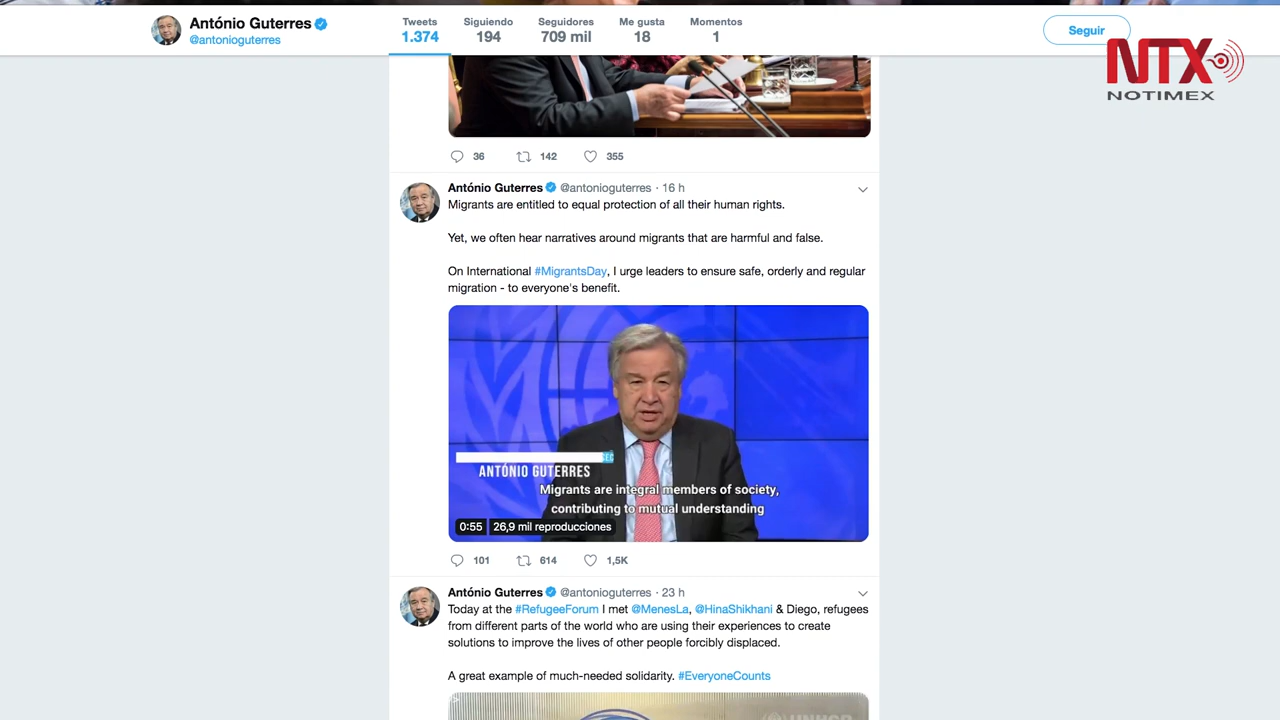 António Guterres
@antonioguterres
Tweets
1.374
Siguiendo
194
Seguidores
709 mil
Me gusta
18
Momentos
1
Seguir
NTX
NOTIMEX
36
142
355
António Guterres @antonioguterres · 16 h
Migrants are entitled to equal protection of all their human rights.
Yet, we often hear narratives around migrants that are harmful and false.
On International #MigrantsDay, I urge leaders to ensure safe, orderly and regular
migration - to everyone's benefit.
ANTÓNIO GUTERRES
Migrants are integral members of society,
contributing to mutual understanding
0:55 26,9 mil reproducciones
101
614
1,5K
António Guterres @antonioguterres · 23 h
Today at the #RefugeeForum I met @MenesLa, @HinaShikhani & Diego, refugees
from different parts of the world who are using their experiences to create
solutions to improve the lives of other people forcibly displaced.
A great example of much-needed solidarity. #EveryoneCounts
UNHCR